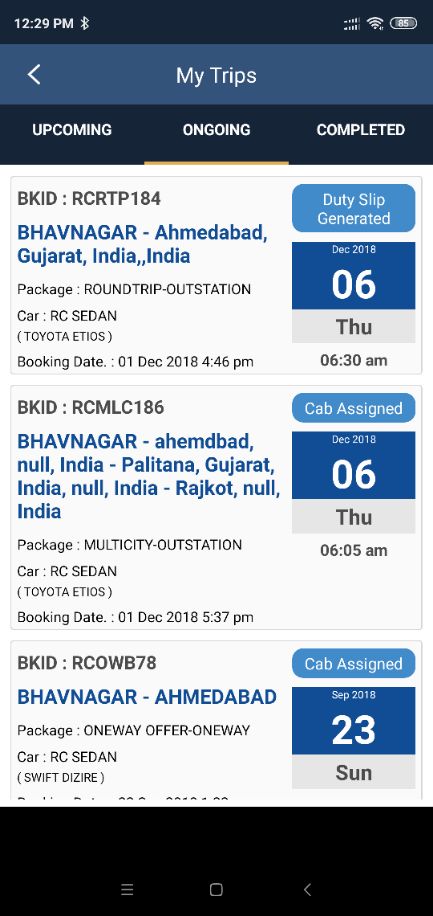 12:29 PM
85
My Trips
UPCOMING
ONGOING
COMPLETED
BKID : RCRTP184
Duty Slip
Generated
BHAVNAGAR - Ahmedabad,
Gujarat, India,,India
Package : ROUNDTRIP-OUTSTATION
Car : RC SEDAN
( TOYOTA ETIOS )
Booking Date. : 01 Dec 2018 4:46 pm
Dec 2018
06
Thu
06:30 am
BKID : RCMLC186
Cab Assigned
BHAVNAGAR - ahemdbad,
null, India - Palitana, Gujarat,
India, null, India - Rajkot, null,
India
Package : MULTICITY-OUTSTATION
Car : RC SEDAN
( TOYOTA ETIOS )
Booking Date. : 01 Dec 2018 5:37 pm
Dec 2018
06
Thu
06:05 am
BKID : RCOWB78
Cab Assigned
BHAVNAGAR - AHMEDABAD
Package : ONEWAY OFFER-ONEWAY
Car : RC SEDAN
( SWIFT DIZIRE )
Sep 2018
23
Sun